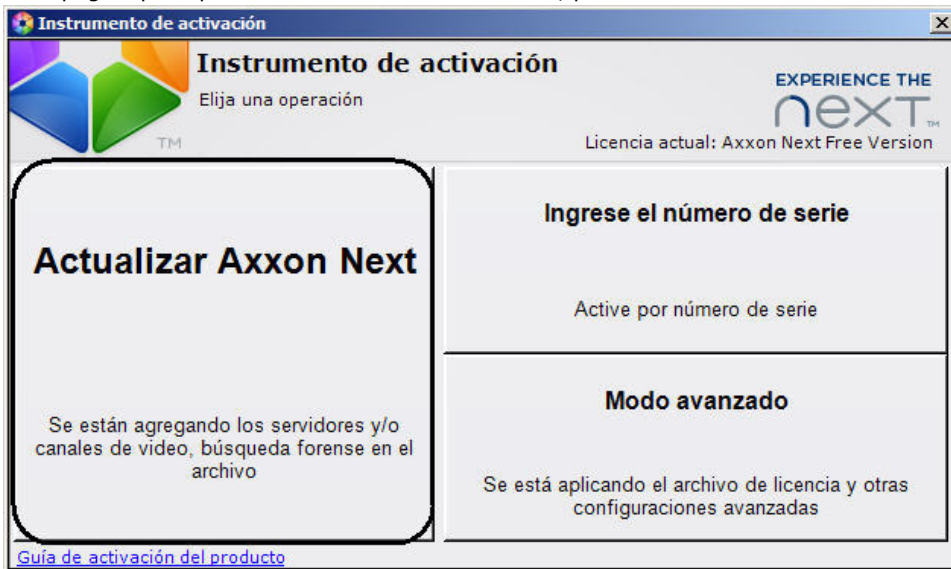 Instrumento de activación
Instrumento de activación
Elija una operación
EXPERIENCE THE
next™
TM
Licencia actual: Axxon Next Free Version
Actualizar Axxon Next
Se están agregando los servidores y/o
canales de video, búsqueda forense en el
archivo
Ingrese el número de serie
Active por número de serie
Modo avanzado
Se está aplicando el archivo de licencia y otras
configuraciones avanzadas
Guía de activación del producto